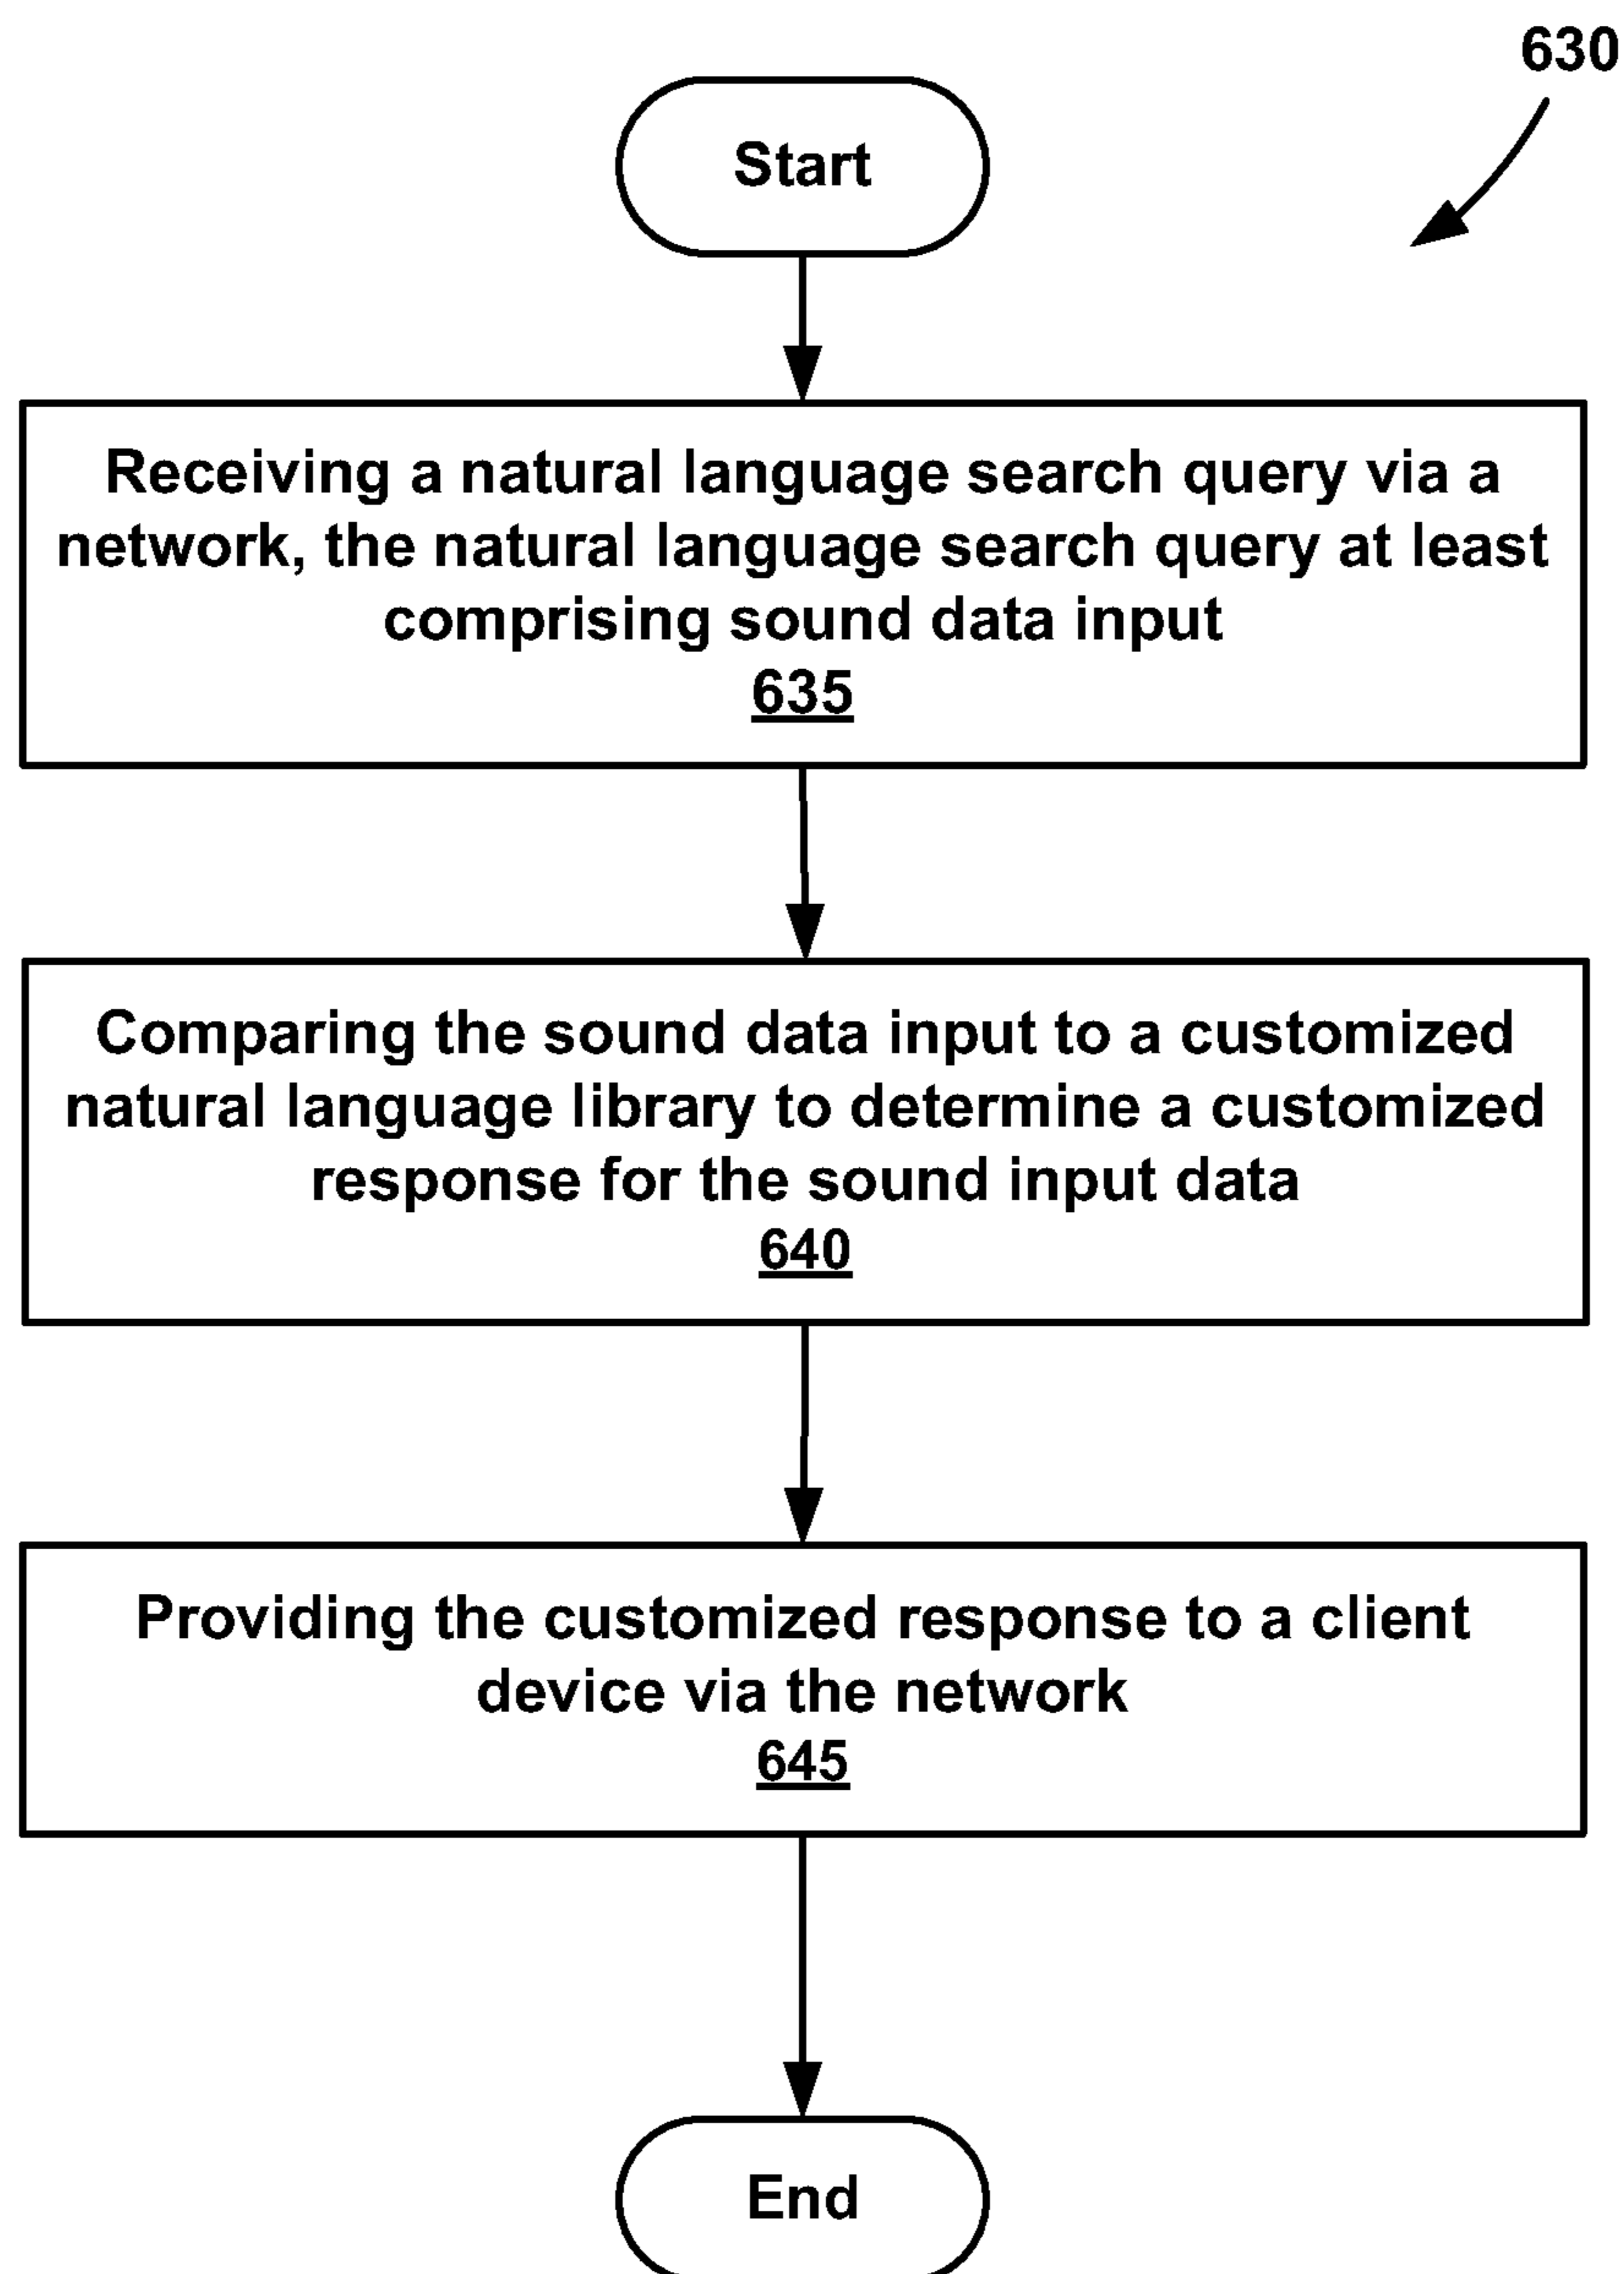 630
Start
Receiving a natural language search query via a
network, the natural language search query at least
comprising sound data input
635
Comparing the sound data input to a customized
natural language library to determine a customized
response for the sound input data
640
Providing the customized response to a client
device via the network
645
End